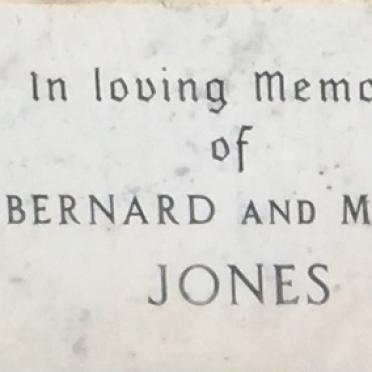 In loving Memo
of
BERNARD AND M
JONES